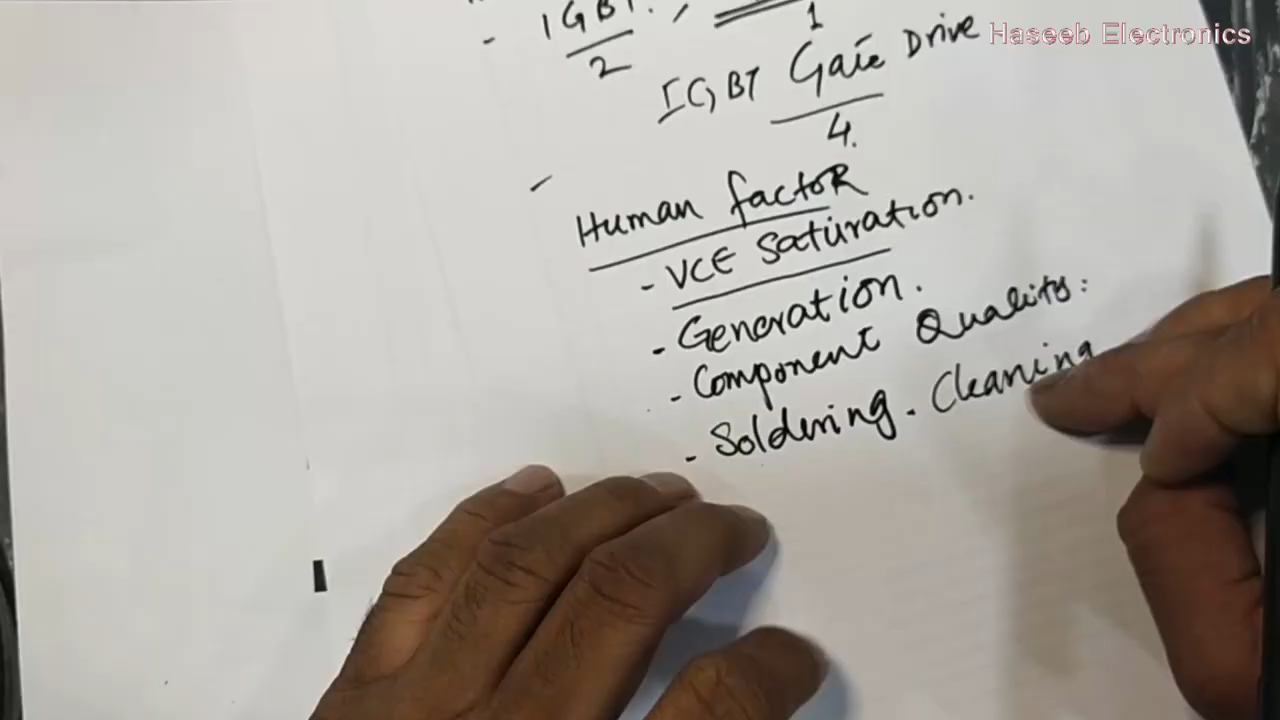 - IGBT.
2
1
Haseeb Electronics
IGBT Gate Drive
4.
Human factoR
- VCE Saturation.
- Generation.
- Component Quality.
- Soldering. Cleaning